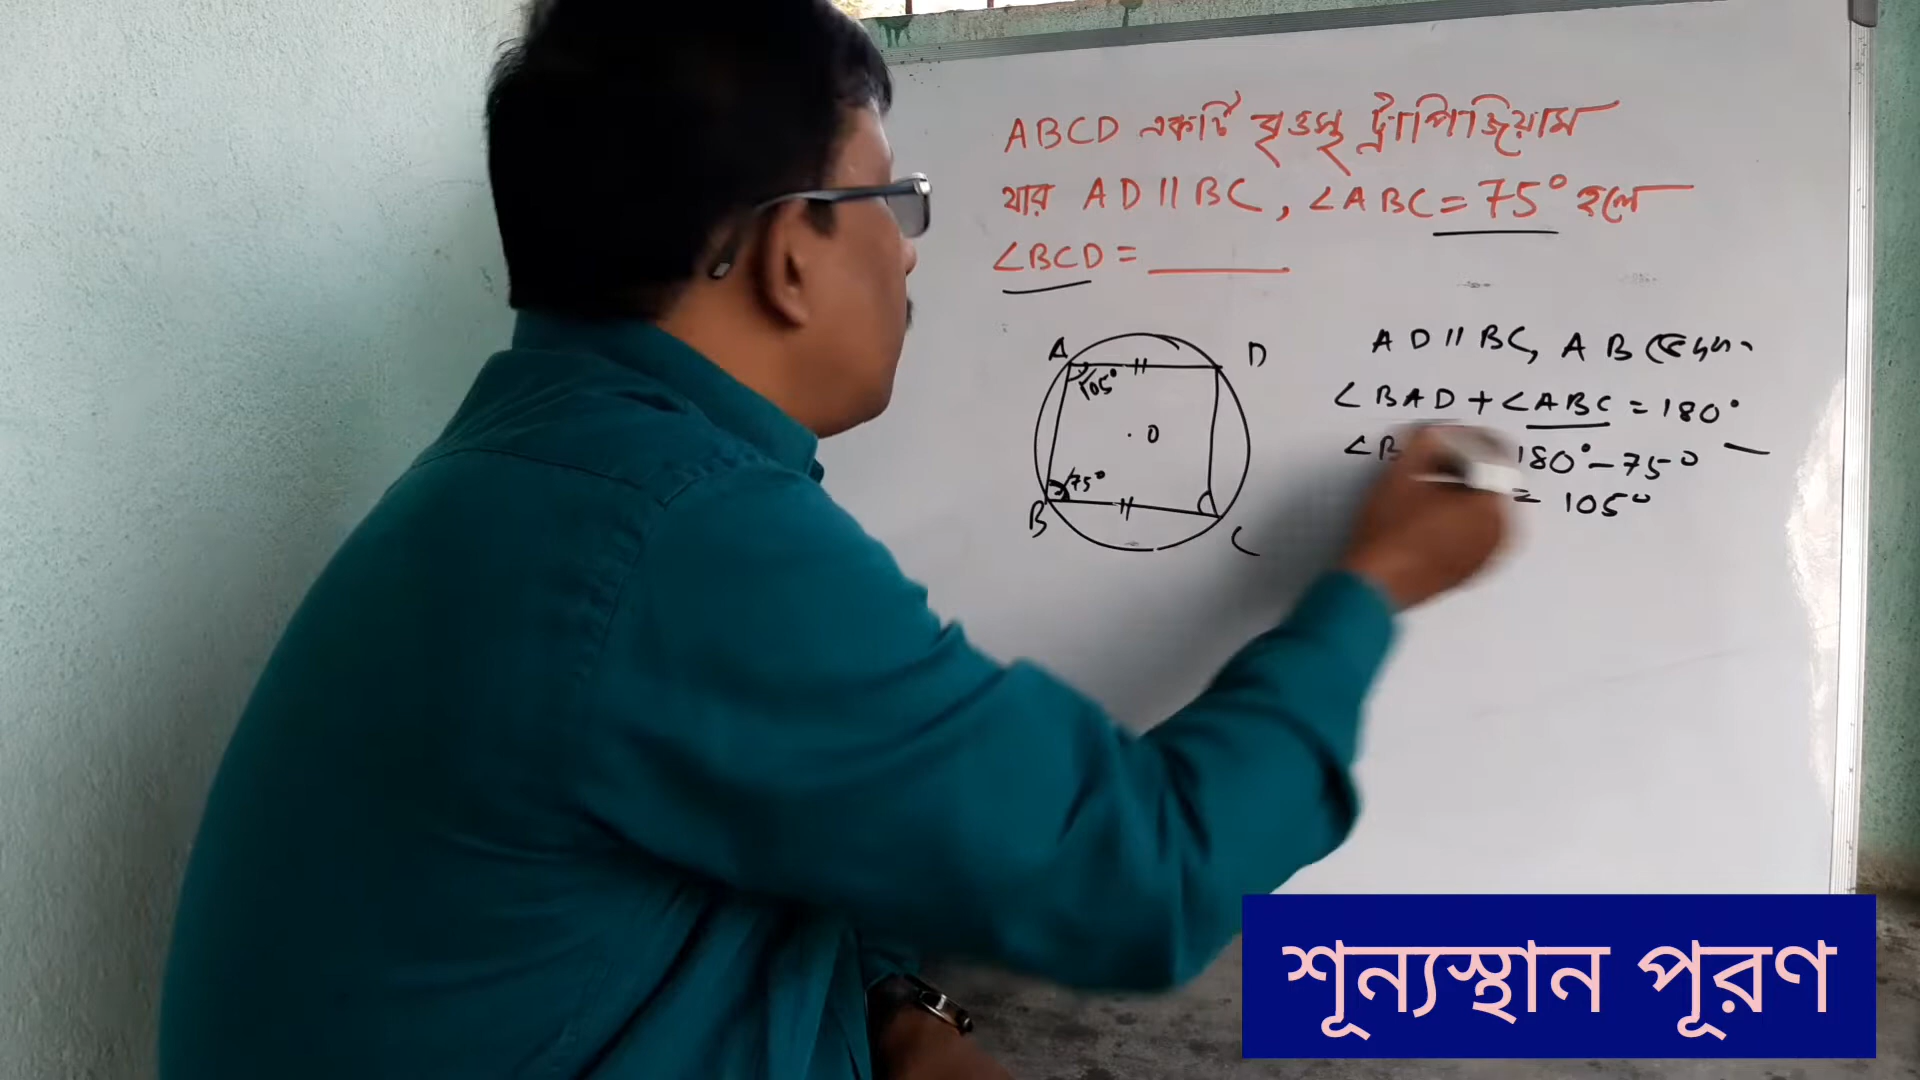 ABCD একটি বৃত্তস্থ ট্রাপিজিয়াম
যার AD || BC, ∠ABC = 75° হলে
∠BCD = ______
A
D
105°
O
75°
B
C
AD || BC, AB ছেদক
∠BAD + ∠ABC = 180°
180° − 75°
= 105°
শূন্যস্থান পূরণ